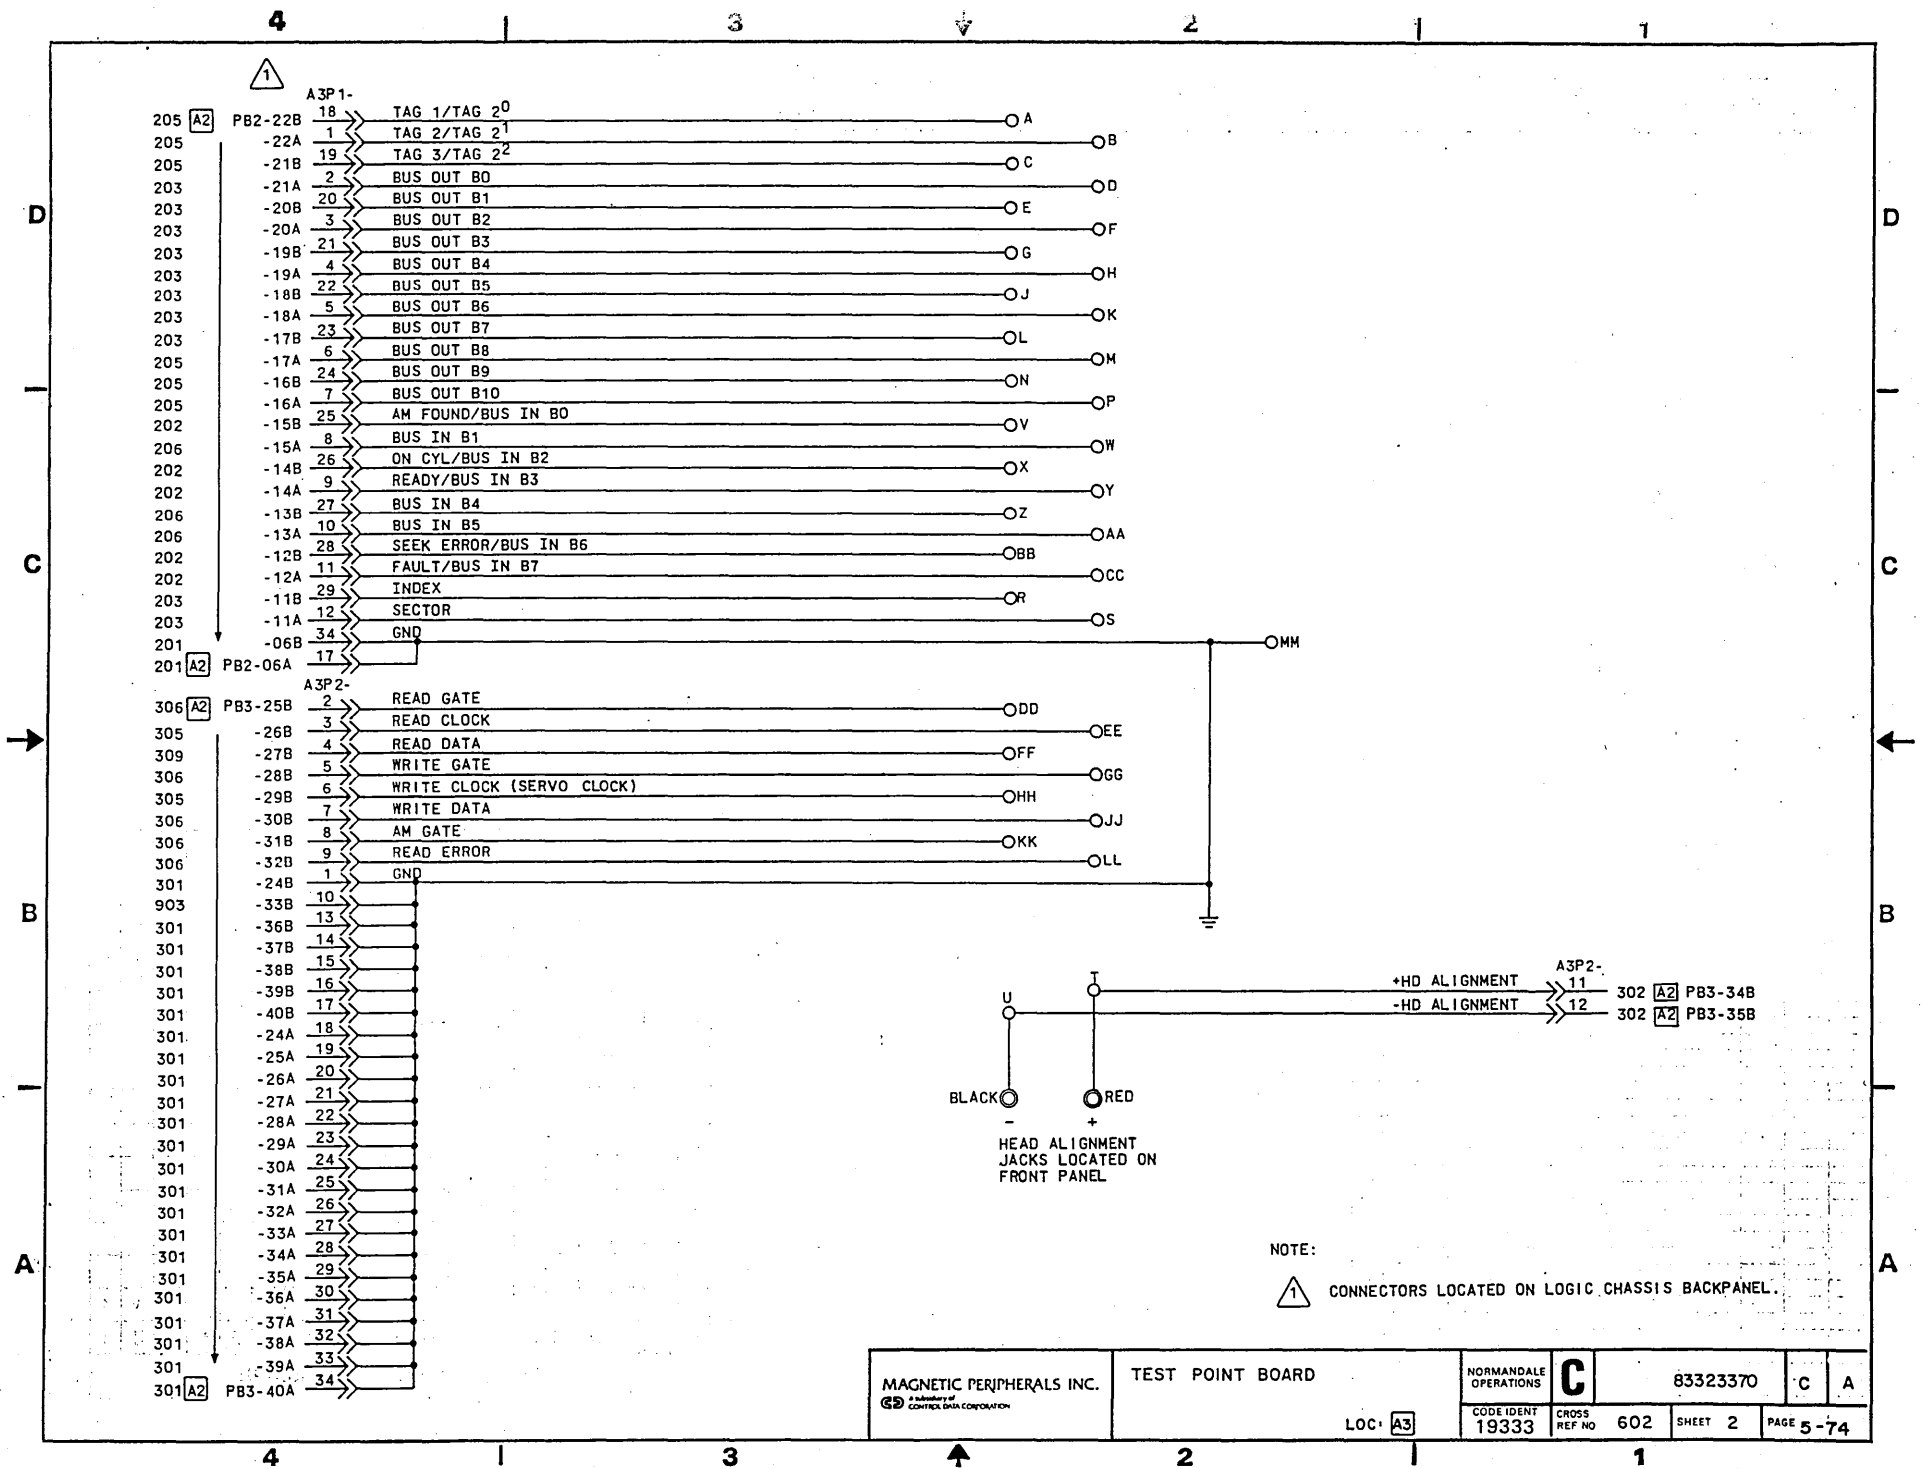 4 3 2 1
1
A3P1-
205 A2 PB2-22B 18 TAG 1/TAG 2⁰ A
205 -22A 1 TAG 2/TAG 2¹ B
205 -21B 19 TAG 3/TAG 2² C
203 -21A 2 BUS OUT B0 D
203 -20B 20 BUS OUT B1 E
D D
203 -20A 3 BUS OUT B2 F
203 -19B 21 BUS OUT B3 G
203 -19A 4 BUS OUT B4 H
203 -18B 22 BUS OUT B5 J
203 -18A 5 BUS OUT B6 K
203 -17B 23 BUS OUT B7 L
205 -17A 6 BUS OUT B8 M
205 -16B 24 BUS OUT B9 N
205 -16A 7 BUS OUT B10 P
202 -15B 25 AM FOUND/BUS IN B0 V
206 -15A 8 BUS IN B1 W
202 -14B 26 ON CYL/BUS IN B2 X
202 -14A 9 READY/BUS IN B3 Y
206 -13B 27 BUS IN B4 Z
206 -13A 10 BUS IN B5 AA
202 -12B 28 SEEK ERROR/BUS IN B6 BB
C C
202 -12A 11 FAULT/BUS IN B7 CC
203 -11B 29 INDEX R
203 -11A 12 SECTOR S
201 -06B 34 GND MM
201 A2 PB2-06A 17
A3P2-
306 A2 PB3-25B 2 READ GATE DD
305 -26B 3 READ CLOCK EE
309 -27B 4 READ DATA FF
306 -28B 5 WRITE GATE GG
305 -29B 6 WRITE CLOCK (SERVO CLOCK) HH
306 -30B 7 WRITE DATA JJ
306 -31B 8 AM GATE KK
306 -32B 9 READ ERROR LL
301 -24B 1 GND
903 -33B 10
B B
301 -36B 13
301 -37B 14
301 -38B 15
301 -39B 16
301 -40B 17
301 -24A 18
301 -25A 19
301 -26A 20
301 -27A 21
301 -28A 22
301 -29A 23
301 -30A 24
301 -31A 25
301 -32A 26
301 -33A 27
301 -34A 28
A A
301 -35A 29
301 -36A 30
301 -37A 31
301 -38A 32
301 -39A 33
301 A2 PB3-40A 34
A3P2-
T +HD ALIGNMENT 11 302 A2 PB3-34B
U -HD ALIGNMENT 12 302 A2 PB3-35B
BLACK RED
- +
HEAD ALIGNMENT
JACKS LOCATED ON
FRONT PANEL
NOTE:
1 CONNECTORS LOCATED ON LOGIC CHASSIS BACKPANEL.
MAGNETIC PERIPHERALS INC.
a subsidiary of
CONTROL DATA CORPORATION
TEST POINT BOARD
LOC: A3
NORMANDALE
OPERATIONS
C 83323370 C A
CODE IDENT
19333
CROSS
REF NO 602 SHEET 2 PAGE 5-74
4 3 2 1